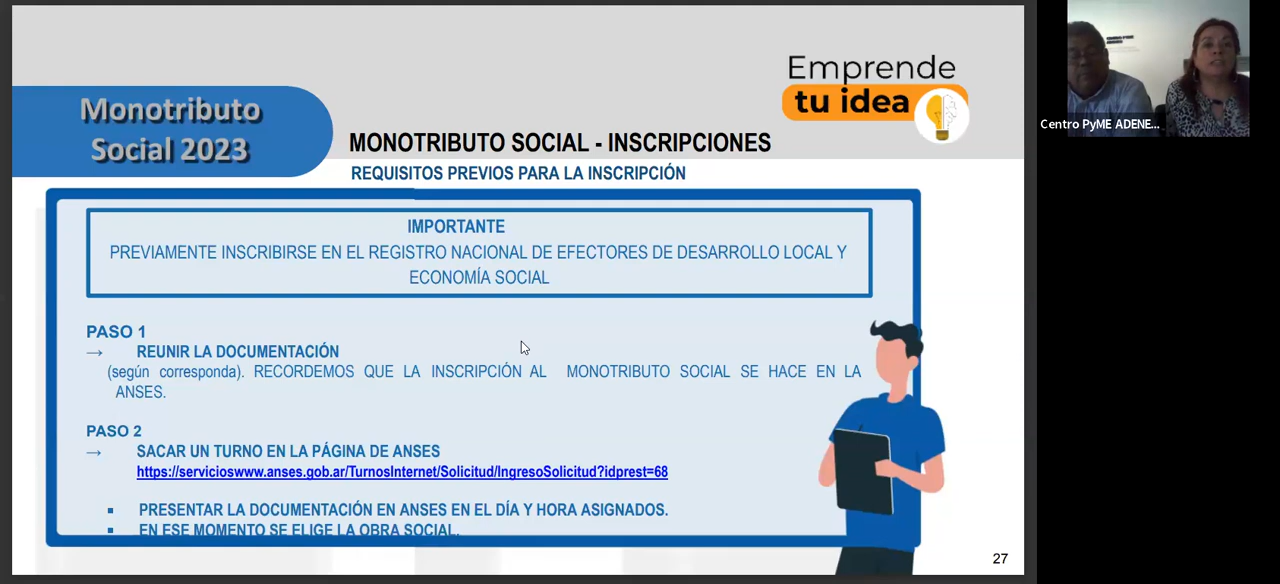 Emprende
tu idea
Monotributo
Social 2023
MONOTRIBUTO SOCIAL - INSCRIPCIONES
REQUISITOS PREVIOS PARA LA INSCRIPCIÓN
IMPORTANTE
PREVIAMENTE INSCRIBIRSE EN EL REGISTRO NACIONAL DE EFECTORES DE DESARROLLO LOCAL Y
ECONOMÍA SOCIAL
PASO 1
→ REUNIR LA DOCUMENTACIÓN
(según corresponda). RECORDEMOS QUE LA INSCRIPCIÓN AL MONOTRIBUTO SOCIAL SE HACE EN LA
ANSES.
PASO 2
→ SACAR UN TURNO EN LA PÁGINA DE ANSES
https://servicioswww.anses.gob.ar/TurnosInternet/Solicitud/IngresoSolicitud?idprest=68
▪ PRESENTAR LA DOCUMENTACIÓN EN ANSES EN EL DÍA Y HORA ASIGNADOS.
▪ EN ESE MOMENTO SE ELIGE LA OBRA SOCIAL.
27
Centro PyME ADENE...